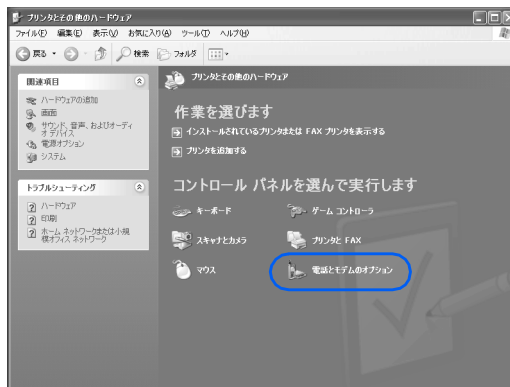 プリンタとその他のハードウェア
ファイル(F) 編集(E) 表示(V) お気に入り(A) ツール(T) ヘルプ(H)
戻る 検索 フォルダ
関連項目
ハードウェアの追加
画面
サウンド、音声、およびオーディ
オ デバイス
電源オプション
システム
トラブルシューティング
ハードウェア
印刷
ホーム ネットワークまたは小規
模オフィス ネットワーク
プリンタとその他のハードウェア
作業を選びます
インストールされているプリンタまたは FAX プリンタを表示する
プリンタを追加する
コントロール パネルを選んで実行します
キーボード
ゲーム コントローラ
スキャナとカメラ
プリンタと FAX
マウス
電話とモデムのオプション